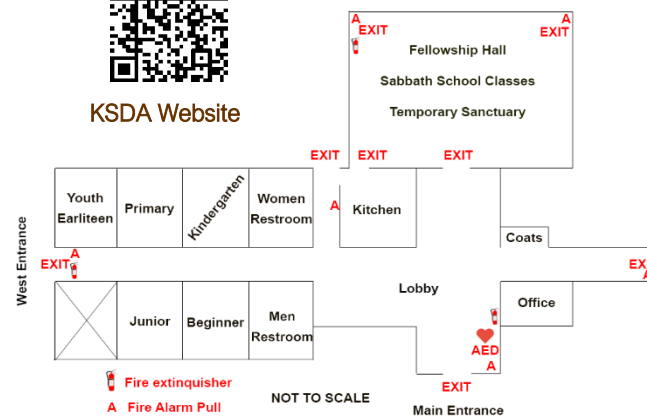 KSDA Website
A
EXIT
A
EXIT
Fellowship Hall
Sabbath School Classes
Temporary Sanctuary
EXIT
EXIT
EXIT
Youth
Earliteen
Primary
Kindergarten
Women
Restroom
A
Kitchen
Coats
West Entrance
A
EXIT
EX
A
Lobby
Office
Junior
Beginner
Men
Restroom
AED
A
EXIT
Fire extinquisher
A Fire Alarm Pull
NOT TO SCALE
Main Entrance